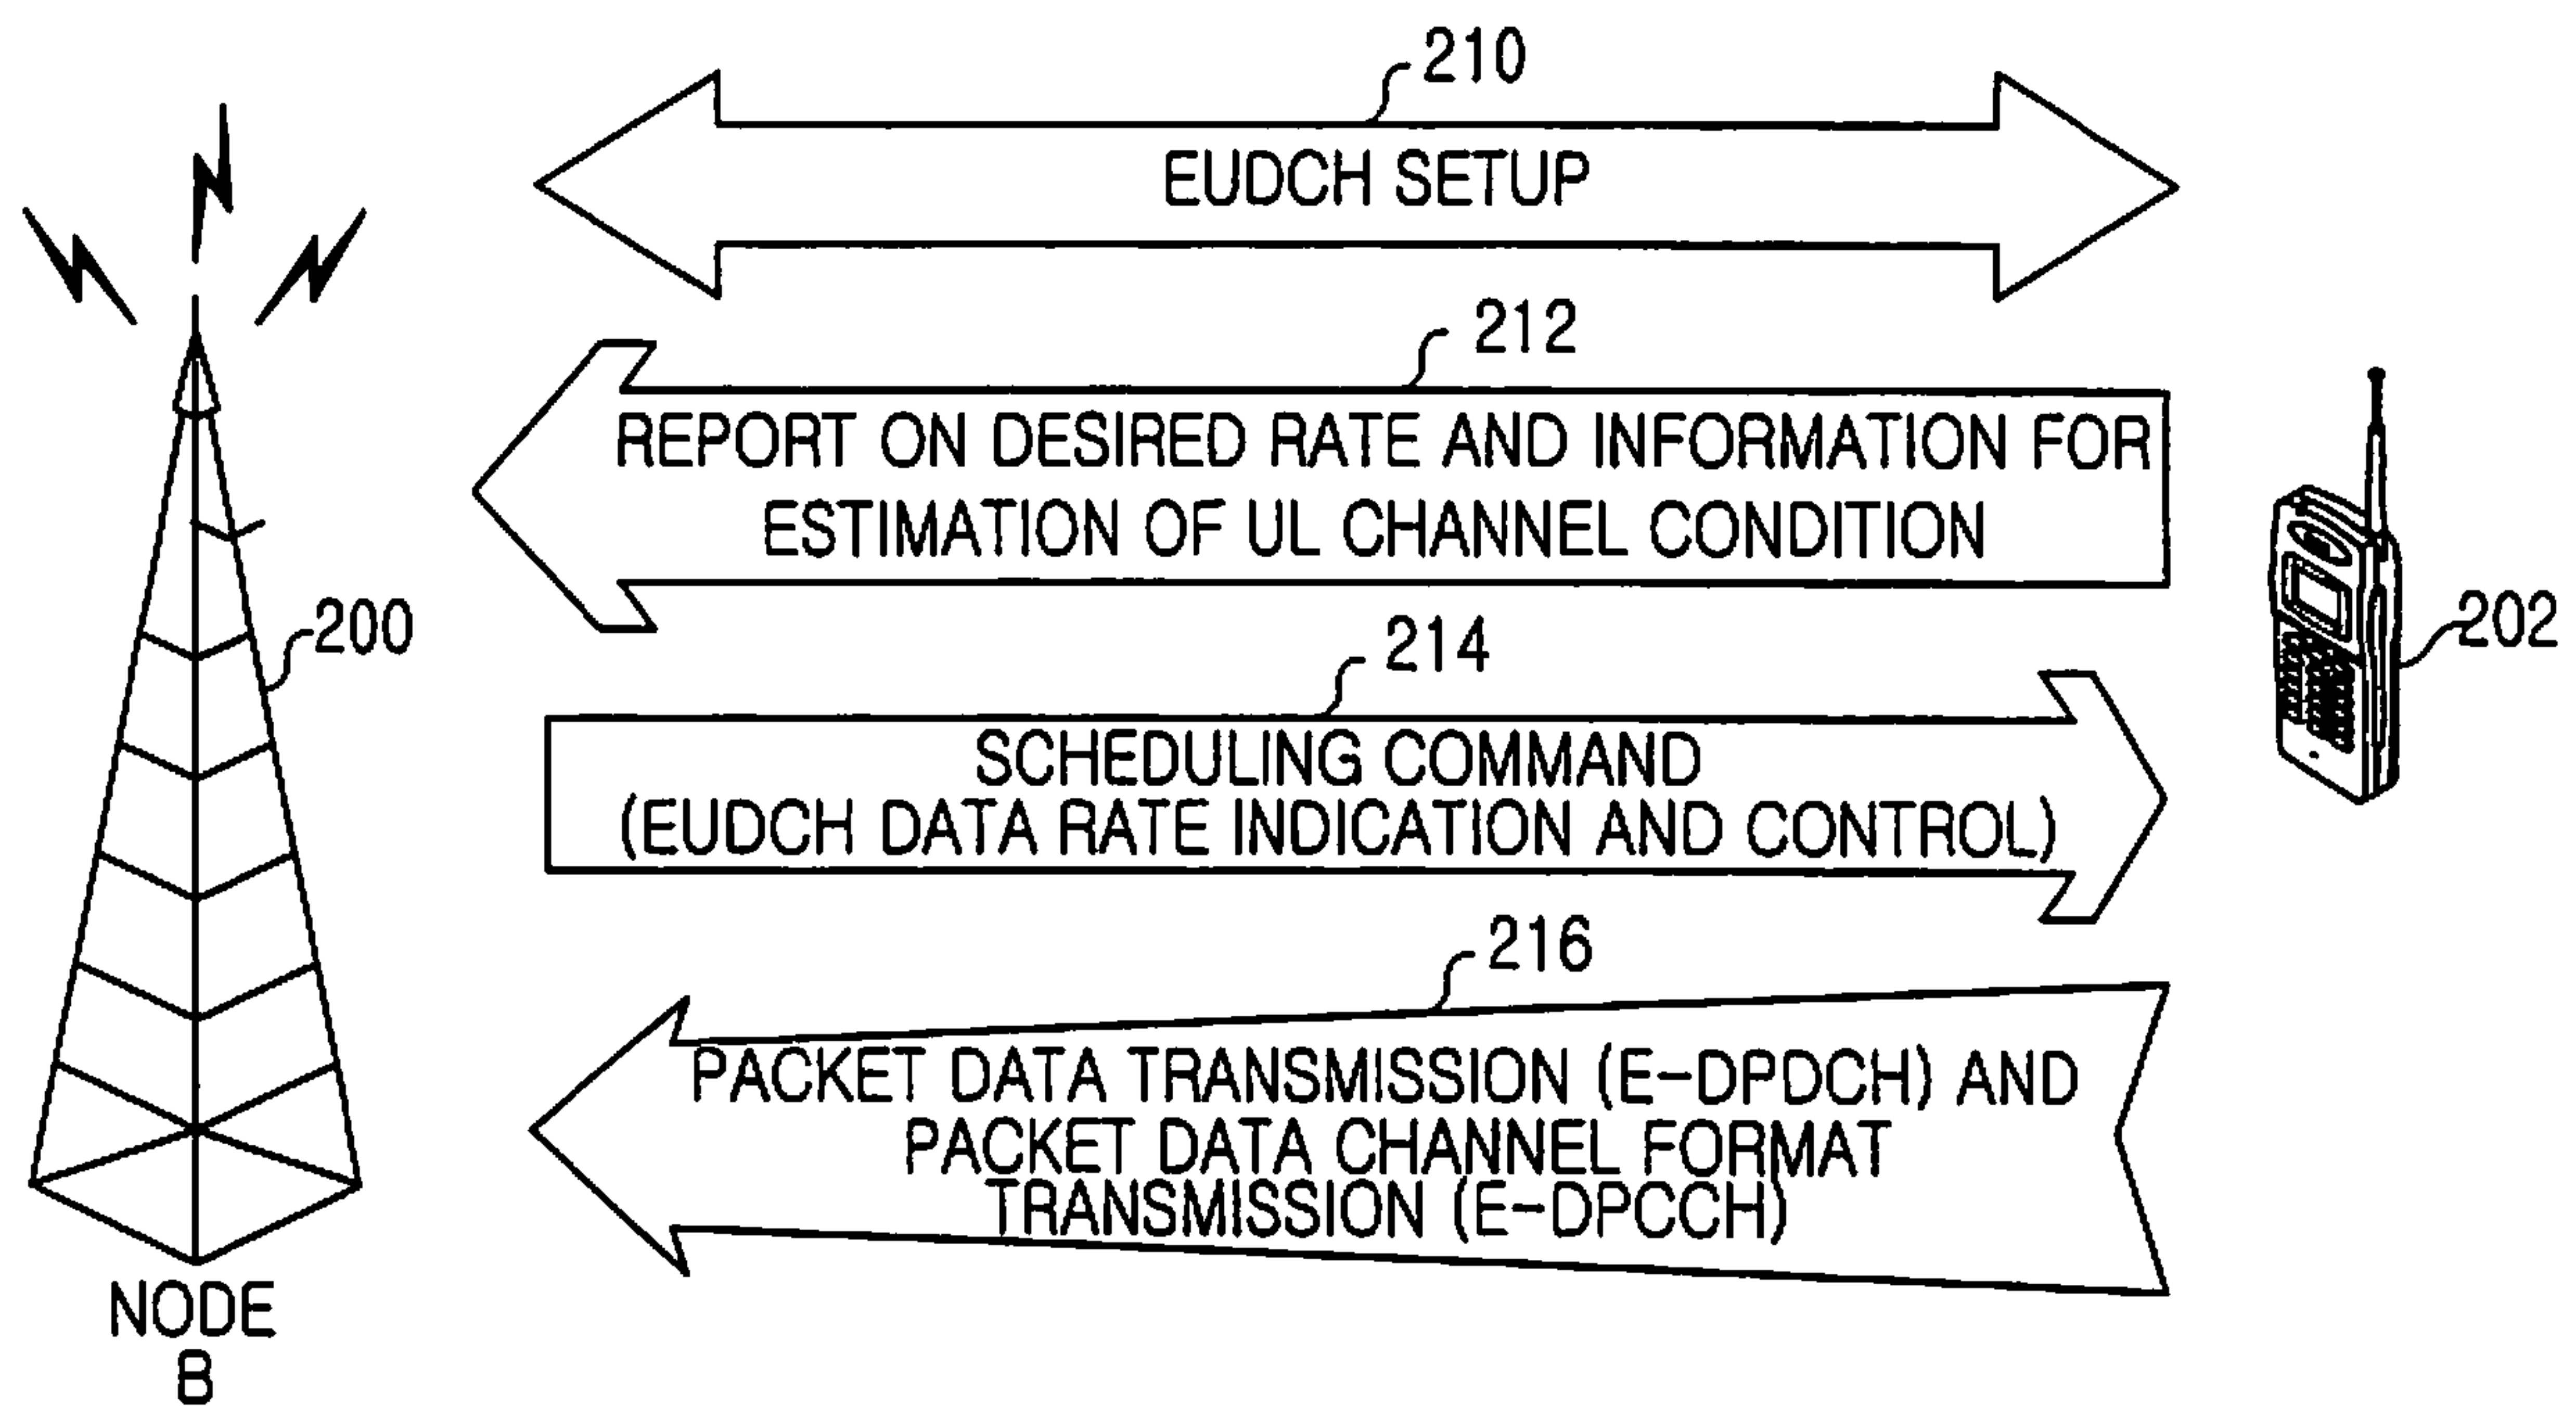 210
EUDCH SETUP
212
REPORT ON DESIRED RATE AND INFORMATION FOR
ESTIMATION OF UL CHANNEL CONDITION
200
202
214
SCHEDULING COMMAND
(EUDCH DATA RATE INDICATION AND CONTROL)
216
PACKET DATA TRANSMISSION (E-DPDCH) AND
PACKET DATA CHANNEL FORMAT
TRANSMISSION (E-DPCCH)
NODE
B